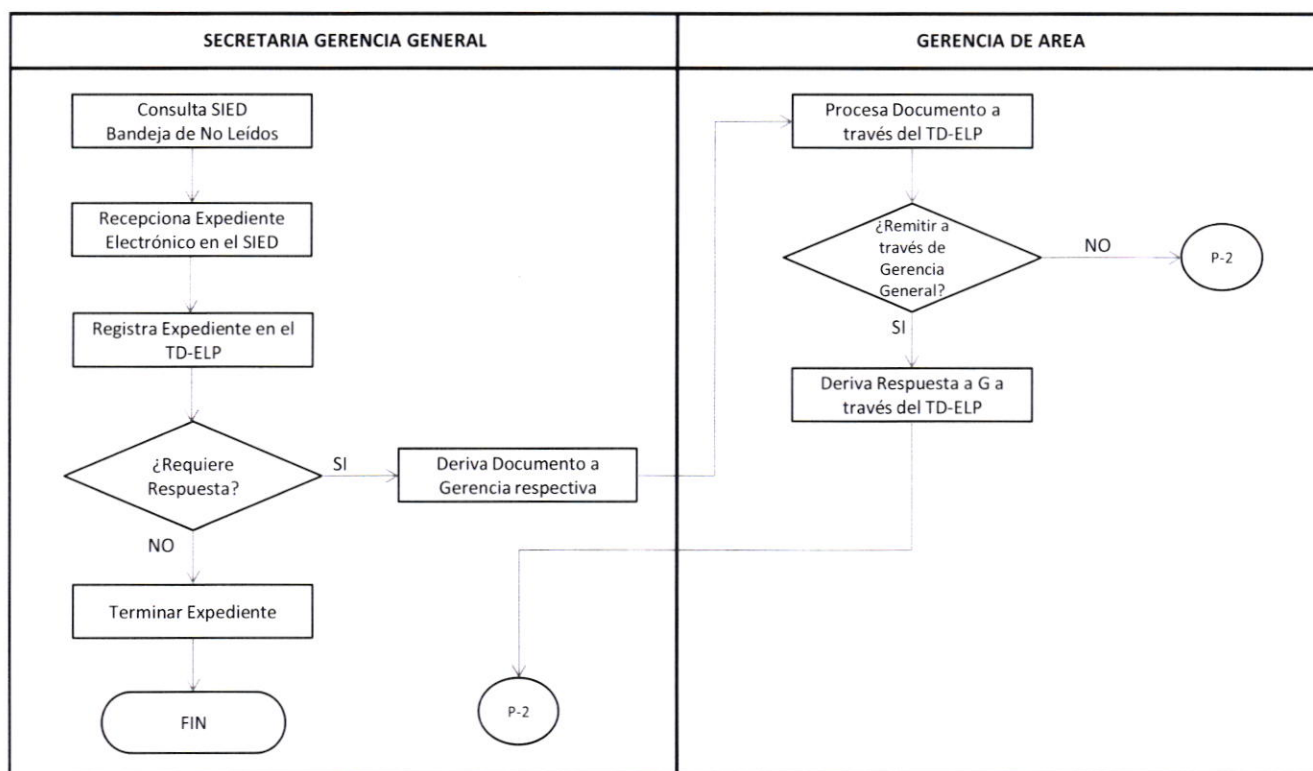 SECRETARIA GERENCIA GENERAL
GERENCIA DE AREA
Consulta SIED
Bandeja de No Leídos
Recepciona Expediente
Electrónico en el SIED
Registra Expediente en el
TD-ELP
¿Requiere
Respuesta?
SI
NO
Deriva Documento a
Gerencia respectiva
Terminar Expediente
FIN
P-2
Procesa Documento a
través del TD-ELP
¿Remitir a
través de
Gerencia
General?
NO
P-2
SI
Deriva Respuesta a G a
través del TD-ELP